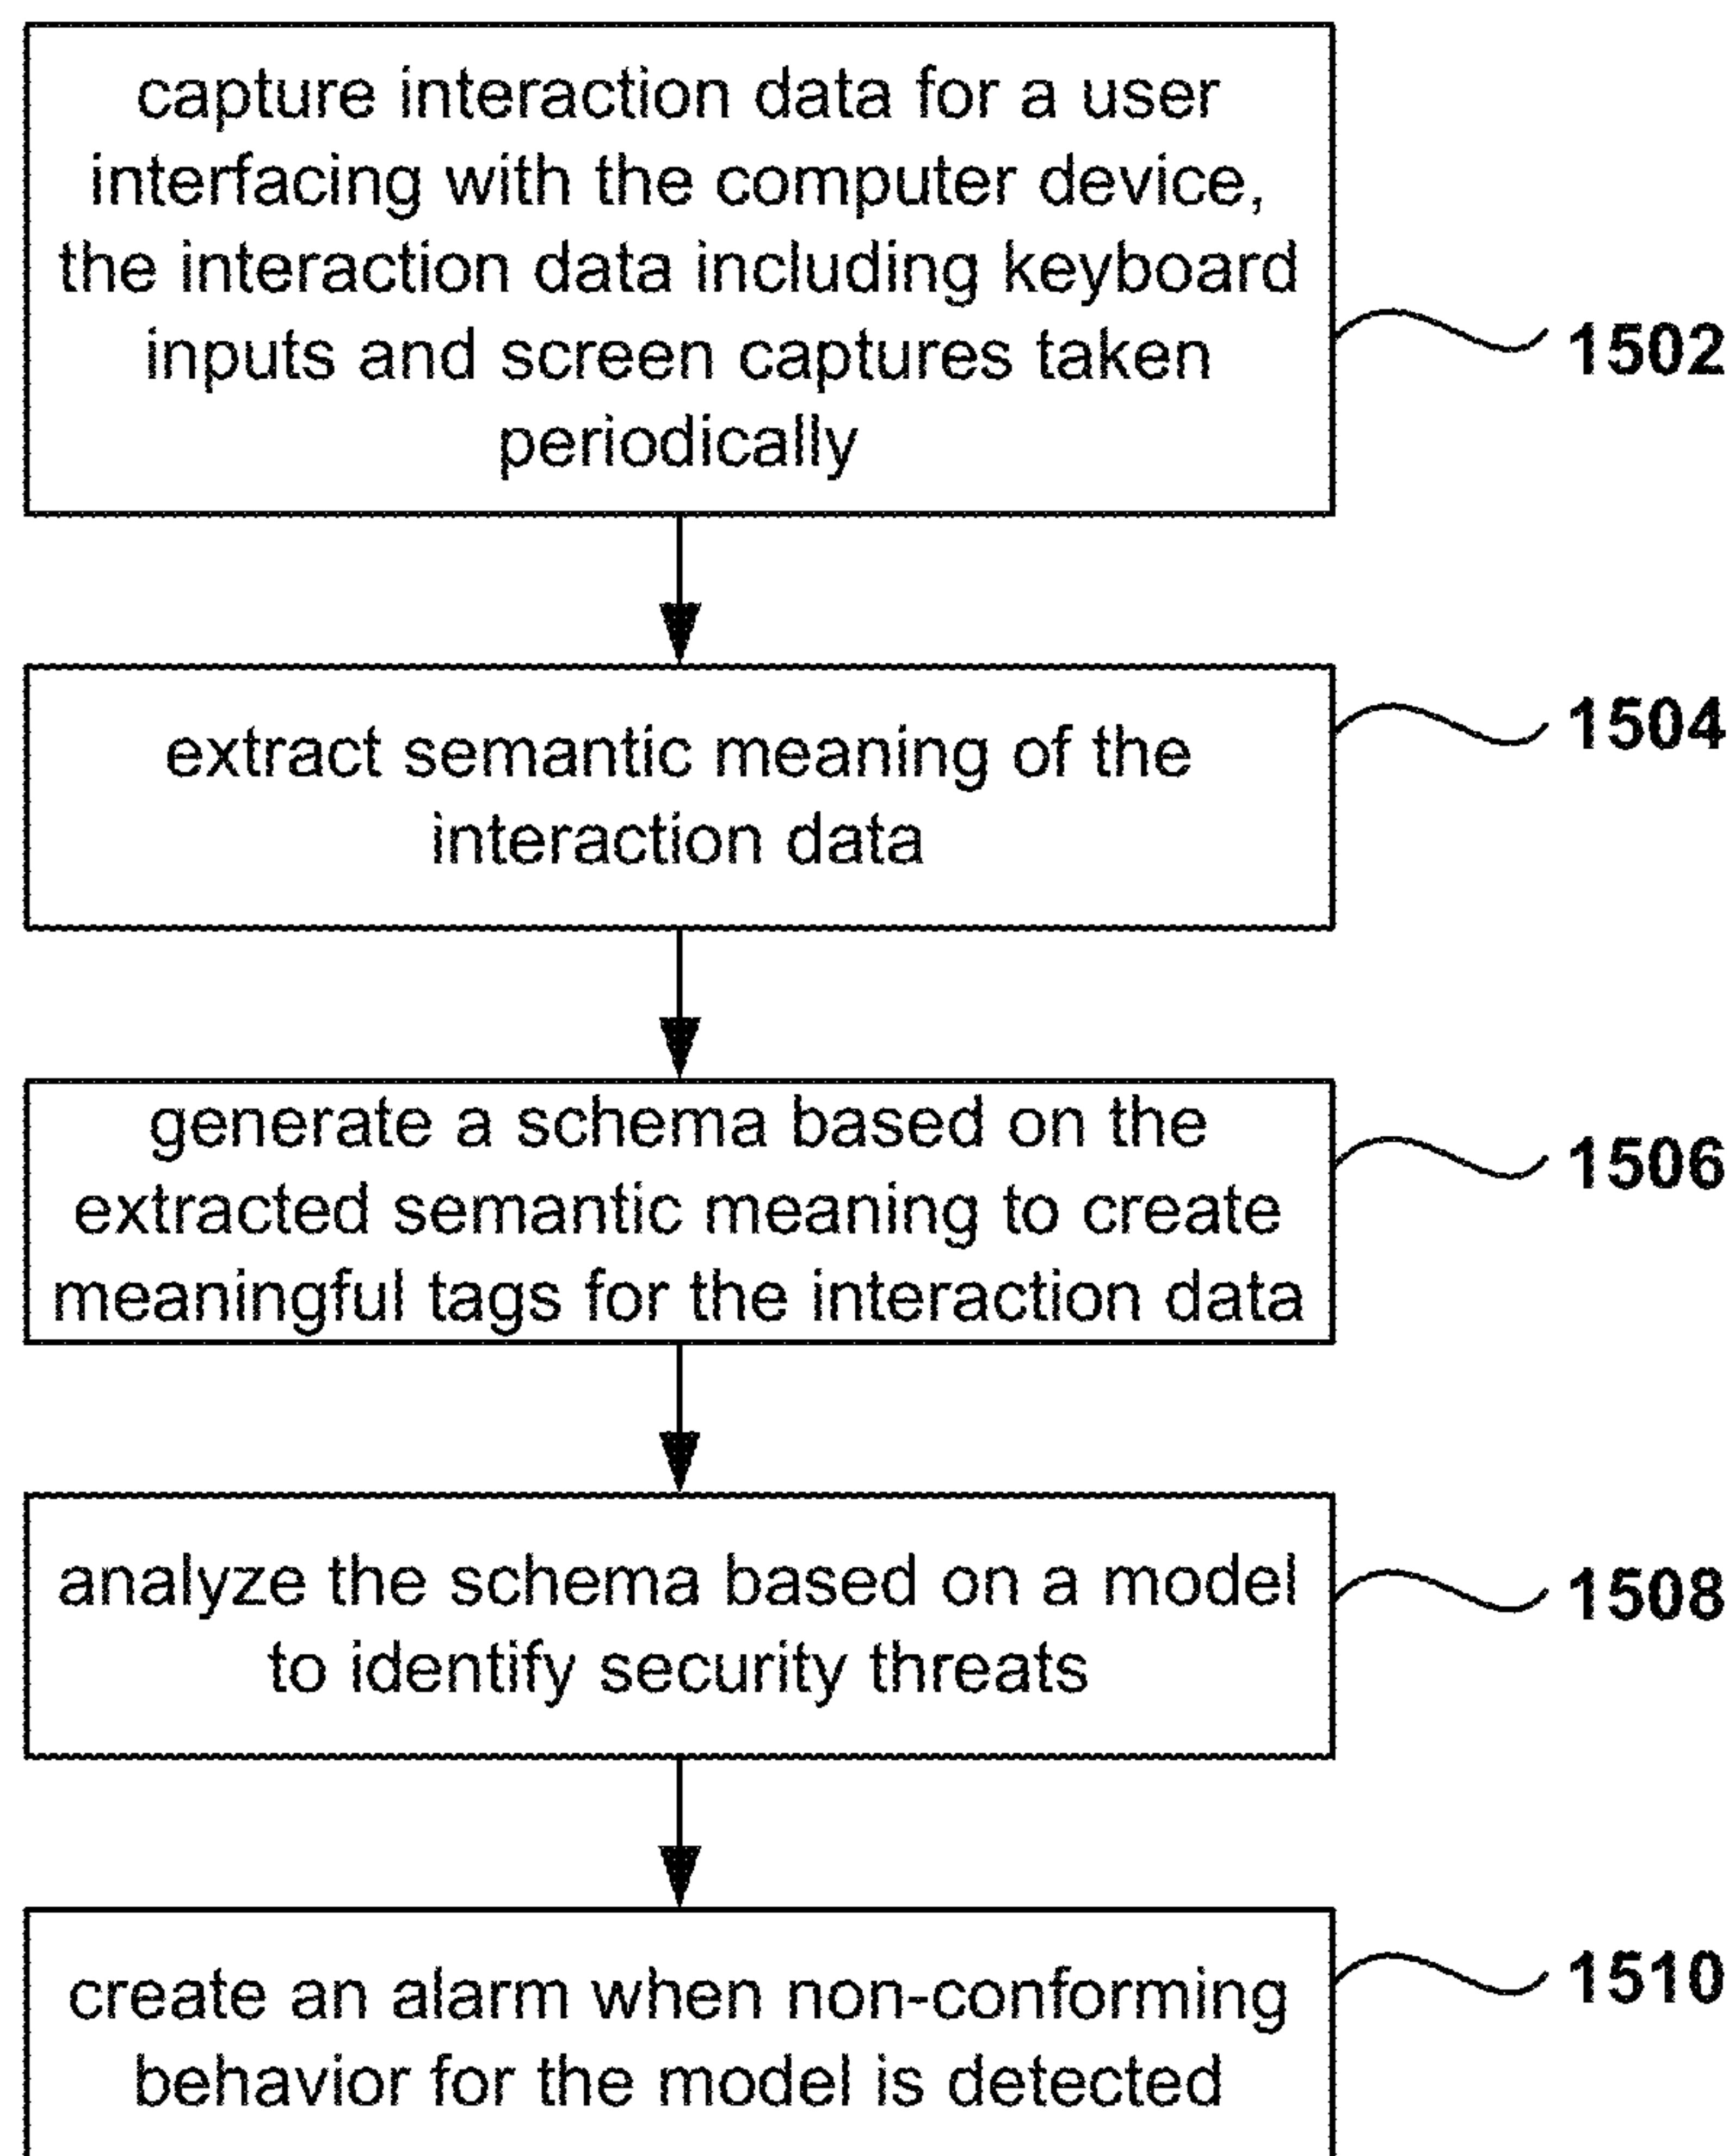 capture interaction data for a user
interfacing with the computer device,
the interaction data including keyboard
inputs and screen captures taken
periodically
1502
extract semantic meaning of the
interaction data
1504
generate a schema based on the
extracted semantic meaning to create
meaningful tags for the interaction data
1506
analyze the schema based on a model
to identify security threats
1508
create an alarm when non-conforming
behavior for the model is detected
1510